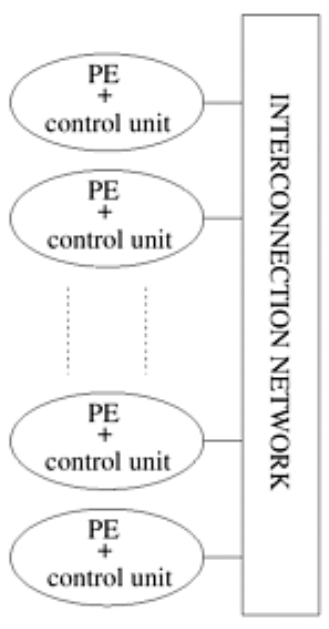 PE
+
control unit
PE
+
control unit
PE
+
control unit
PE
+
control unit
INTERCONNECTION NETWORK